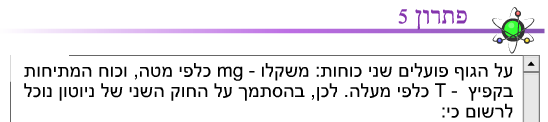 פתרון 5
על הגוף פועלים שני כוחות: משקלו - mg כלפי מטה, וכוח המתיחות
בקפיץ - T כלפי מעלה. לכן, בהסתמך על החוק השני של ניוטון נוכל
לרשום כי: